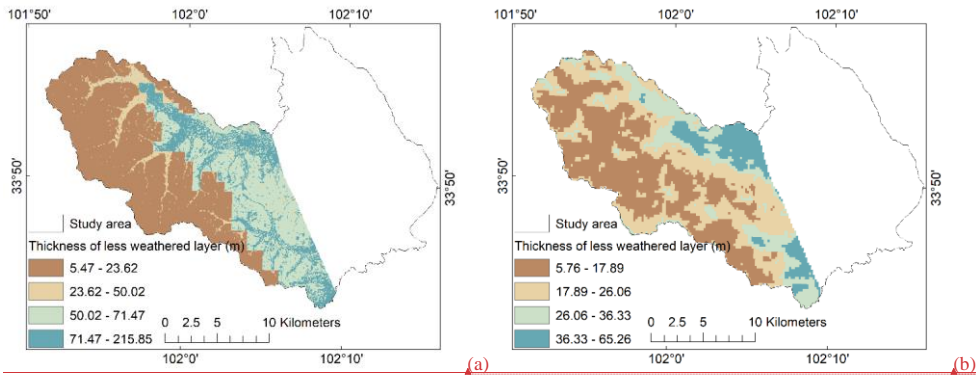 101°50' 102°0' 102°10'
33°50'
33°50'
Study area
Thickness of less weathered layer (m)
5.47 - 23.62
23.62 - 50.02
50.02 - 71.47
71.47 - 215.85
0 2.5 5 10 Kilometers
102°0' 102°10'
(a)
101°50' 102°0' 102°10'
33°50'
33°50'
Study area
Thickness of less weathered layer (m)
5.76 - 17.89
17.89 - 26.06
26.06 - 36.33
36.33 - 65.26
0 2.5 5 10 Kilometers
102°0' 102°10'
(b)